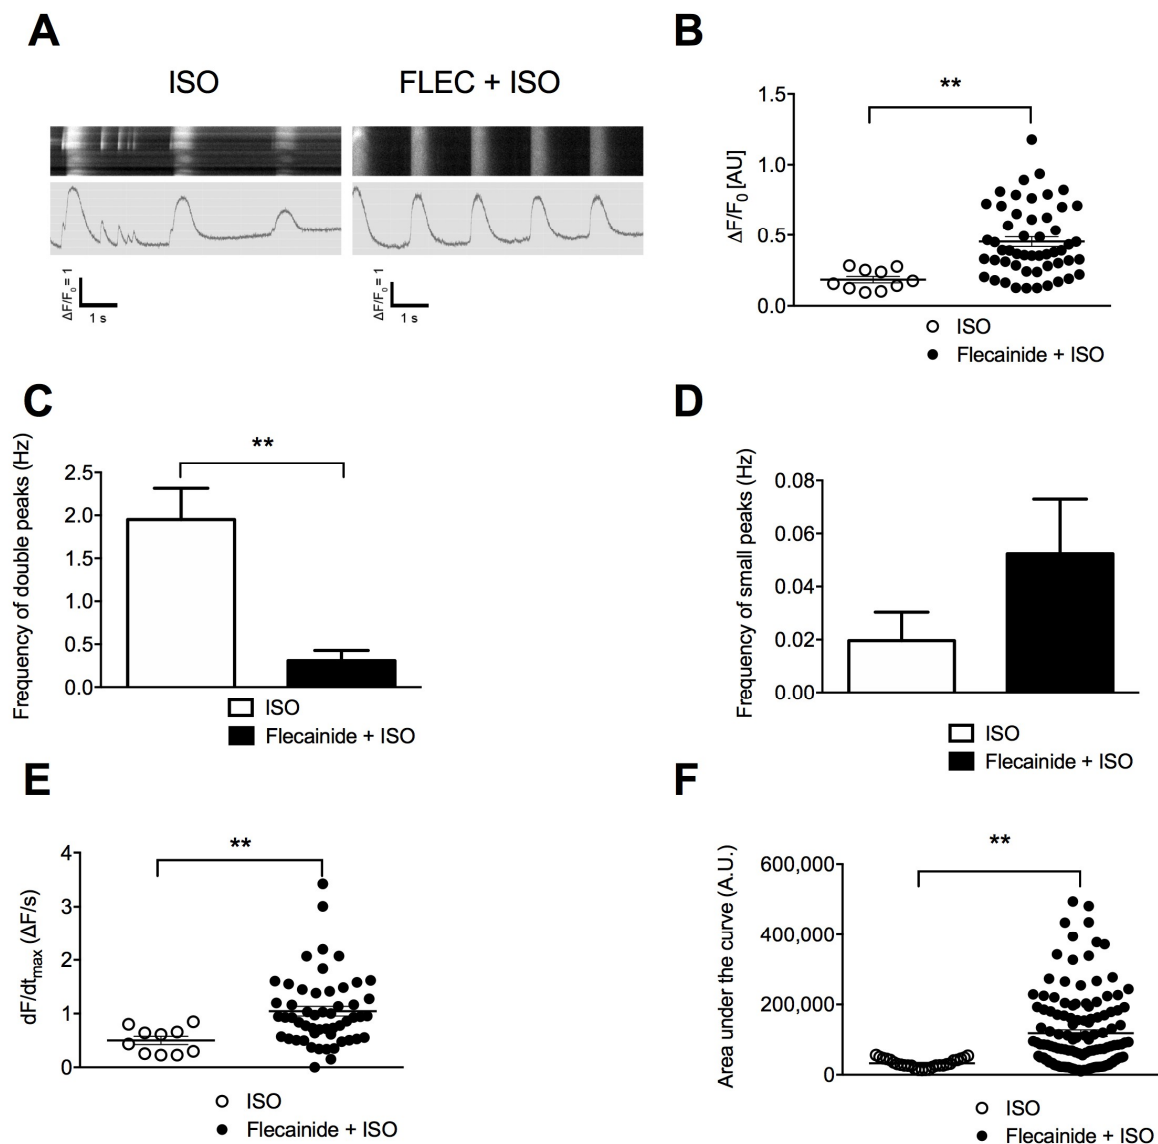 A
ISO
FLEC + ISO
ΔF/F0 = 1
1 s
ΔF/F0 = 1
1 s
B
**
ΔF/F0 [AU]
1.5
1.0
0.5
0.0
ISO
Flecainide + ISO
C
**
Frequency of double peaks (Hz)
2.5
2.0
1.5
1.0
0.5
0.0
ISO
Flecainide + ISO
D
Frequency of small peaks (Hz)
0.08
0.06
0.04
0.02
0.00
ISO
Flecainide + ISO
E
**
dF/dtmax (ΔF/s)
4
3
2
1
0
ISO
Flecainide + ISO
F
**
Area under the curve (A.U.)
600,000
400,000
200,000
0
ISO
Flecainide + ISO